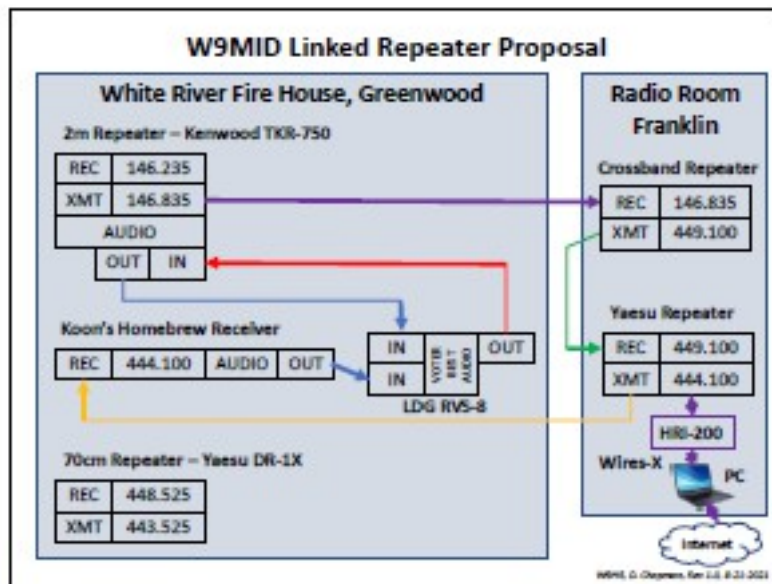 W9MID Linked Repeater Proposal
White River Fire House, Greenwood
2m Repeater – Kenwood TKR-750
REC 146.235
XMT 146.835
AUDIO
OUT IN
Koon's Homebrew Receiver
REC 444.100 AUDIO OUT
IN VOTER BEST AUDIO OUT
IN
LDG RVS-8
70cm Repeater – Yaesu DR-1X
REC 448.525
XMT 443.525
Radio Room
Franklin
Crossband Repeater
REC 146.835
XMT 449.100
Yaesu Repeater
REC 449.100
XMT 444.100
HRI-200
Wires-X
PC
Internet